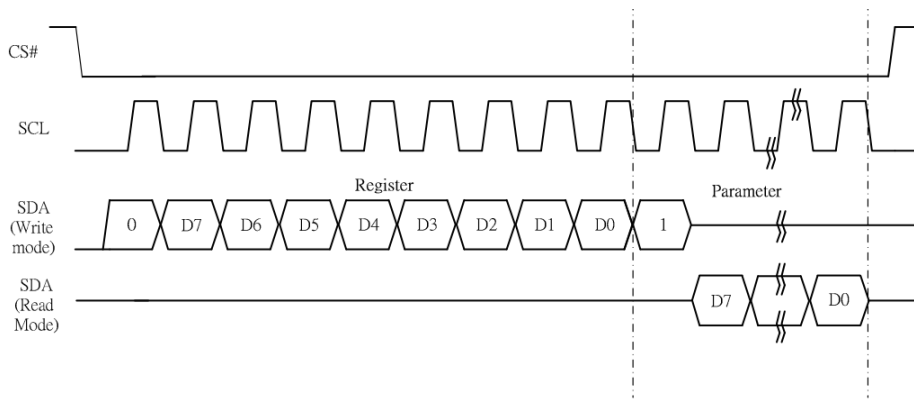 CS#
SCL
Register
Parameter
SDA
(Write
mode)
0 D7 D6 D5 D4 D3 D2 D1 D0 1
SDA
(Read
Mode)
D7 D0